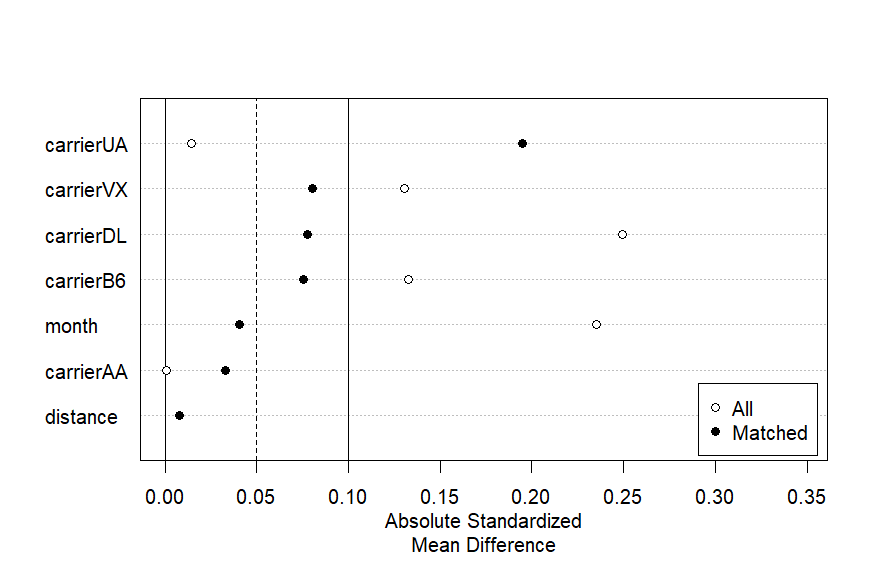 carrierUA
carrierVX
carrierDL
carrierB6
month
carrierAA
distance
All
Matched
0.00 0.05 0.10 0.15 0.20 0.25 0.30 0.35
Absolute Standardized
Mean Difference